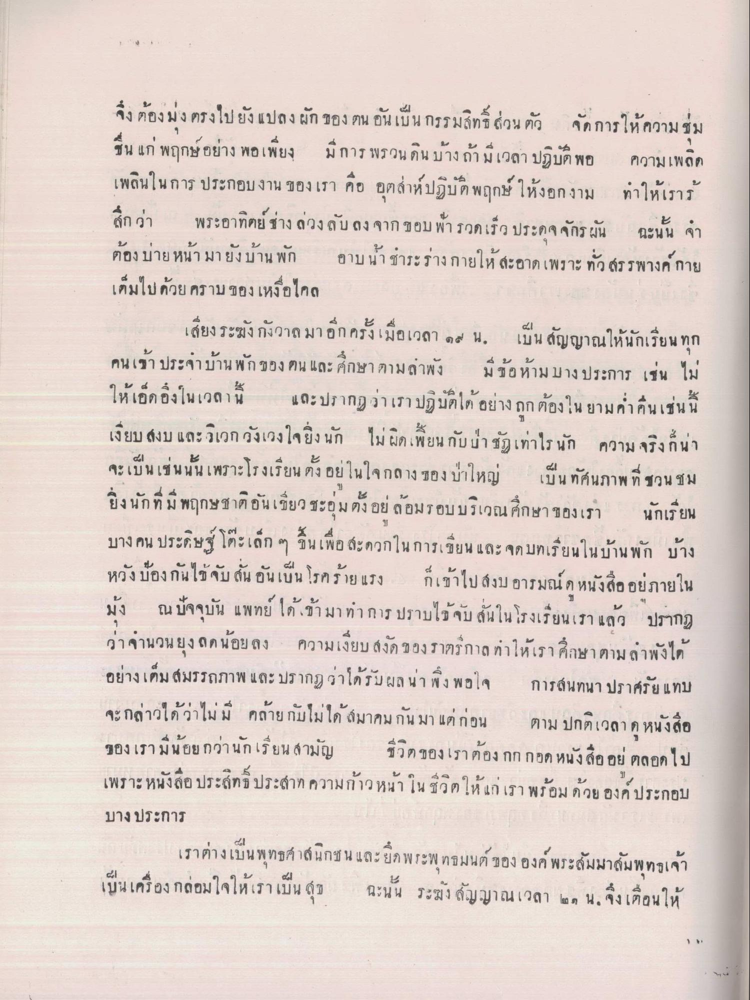 จึงต้องมุ่งตรงไปยังแปลงผักของตนอันเป็นกรรมสิทธิ์ส่วนตัว จัดการให้ความชุ่ม
ชื่นแก่พฤกษ์อย่างพอเพียง มีการพรวนดินบ้างถ้ามีเวลาปฏิบัติพอ ความเพลิด
เพลินในการประกอบงานของเรา คือ อุตส่าห์ปฏิบัติพฤกษ์ให้งอกงาม ทำให้เรารู้
สึกว่า พระอาทิตย์ช่างล่วงลับลงจากขอบฟ้ารวดเร็วประดุจจักรผัน ฉะนั้น จำ
ต้องบ่ายหน้ามายังบ้านพัก อาบน้ำชำระร่างกายให้สะอาดเพราะทั่วสรรพางค์กาย
เต็มไปด้วยคราบของเหงื่อไคล
เสียงระฆังกังวาลมาอีกครั้งเมื่อเวลา ๑๙ น. เป็นสัญญาณให้นักเรียนทุก
คนเข้าประจำบ้านพักของตนและศึกษาตามลำพัง มีข้อห้ามบางประการ เช่น ไม่
ให้เอ็ดอึงในเวลานี้ และปรากฏว่าเราปฏิบัติได้อย่างถูกต้องในยามค่ำคืนเช่นนี้
เงียบสงบและวิเวกวังเวงใจยิ่งนัก ไม่ผิดเพี้ยนกับป่าชัฏเท่าไรนัก ความจริงก็น่า
จะเป็นเช่นนั้นเพราะโรงเรียนตั้งอยู่ในใจกลางของป่าใหญ่ เป็นทัศนภาพที่ชวนชม
ยิ่งนักที่มีพฤกษชาติอันเขียวชะอุ่มตั้งอยู่ล้อมรอบบริเวณศึกษาของเรา นักเรียน
บางคนประดิษฐ์โต๊ะเล็กๆ ขึ้นเพื่อสะดวกในการเขียนและจดบทเรียนในบ้านพัก บ้าง
หวังป้องกันไข้จับสั่นอันเป็นโรคร้ายแรง ก็เข้าไปสงบอารมณ์ดูหนังสืออยู่ภายใน
มุ้ง ณปัจจุบัน แพทย์ได้เข้ามาทำการปราบไข้จับสั่นในโรงเรียนเราแล้ว ปรากฏ
ว่าจำนวนยุงลดน้อยลง ความเงียบสงัดของราตรีกาลทำให้เราศึกษาตามลำพังได้
อย่างเต็มสมรรถภาพและปรากฏว่าได้รับผลน่าพึงพอใจ การสนทนาปราศรัยแทบ
จะกล่าวได้ว่าไม่มี คล้ายกับไม่ได้สมาคมกันมาแต่ก่อน ตามปกติเวลาดูหนังสือ
ของเรามีน้อยกว่านักเรียนสามัญ ชีวิตของเราต้องกกกอดหนังสืออยู่ตลอดไป
เพราะหนังสือประสิทธิ์ประสาทความก้าวหน้าในชีวิตให้แก่เราพร้อมด้วยองค์ประกอบ
บางประการ
เราต่างเป็นพุทธศาสนิกชนและยึดพระพุทธมนต์ขององค์พระสัมมาสัมพุทธเจ้า
เป็นเครื่องกล่อมใจให้เราเป็นสุข ฉะนั้น ระฆังสัญญาณเวลา ๒๑ น. จึงเตือนให้